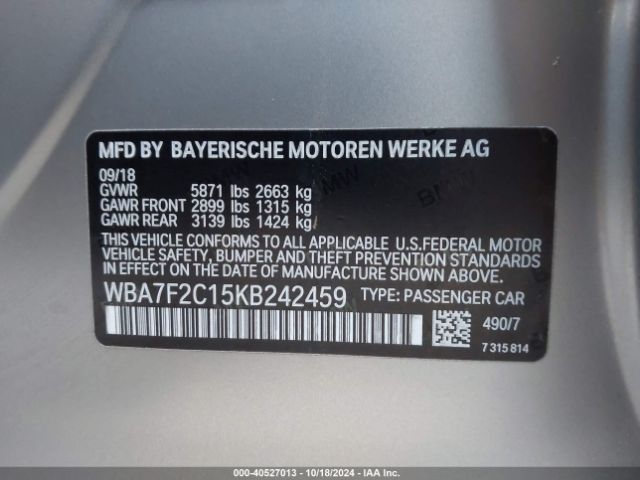 MFD BY BAYERISCHE MOTOREN WERKE AG
09/18
GVWR 5871 lbs 2663 kg
GAWR FRONT 2899 lbs 1315 kg
GAWR REAR 3139 lbs 1424 kg
THIS VEHICLE CONFORMS TO ALL APPLICABLE U.S.FEDERAL MOTOR
VEHICLE SAFETY, BUMPER, AND THEFT PREVENTION STANDARDS IN
EFFECT ON THE DATE OF MANUFACTURE SHOWN ABOVE.
WBA7F2C15KB242459 TYPE: PASSENGER CAR
490/7
7 315 814
000-40527013 | 10/18/2024 - IAA Inc.